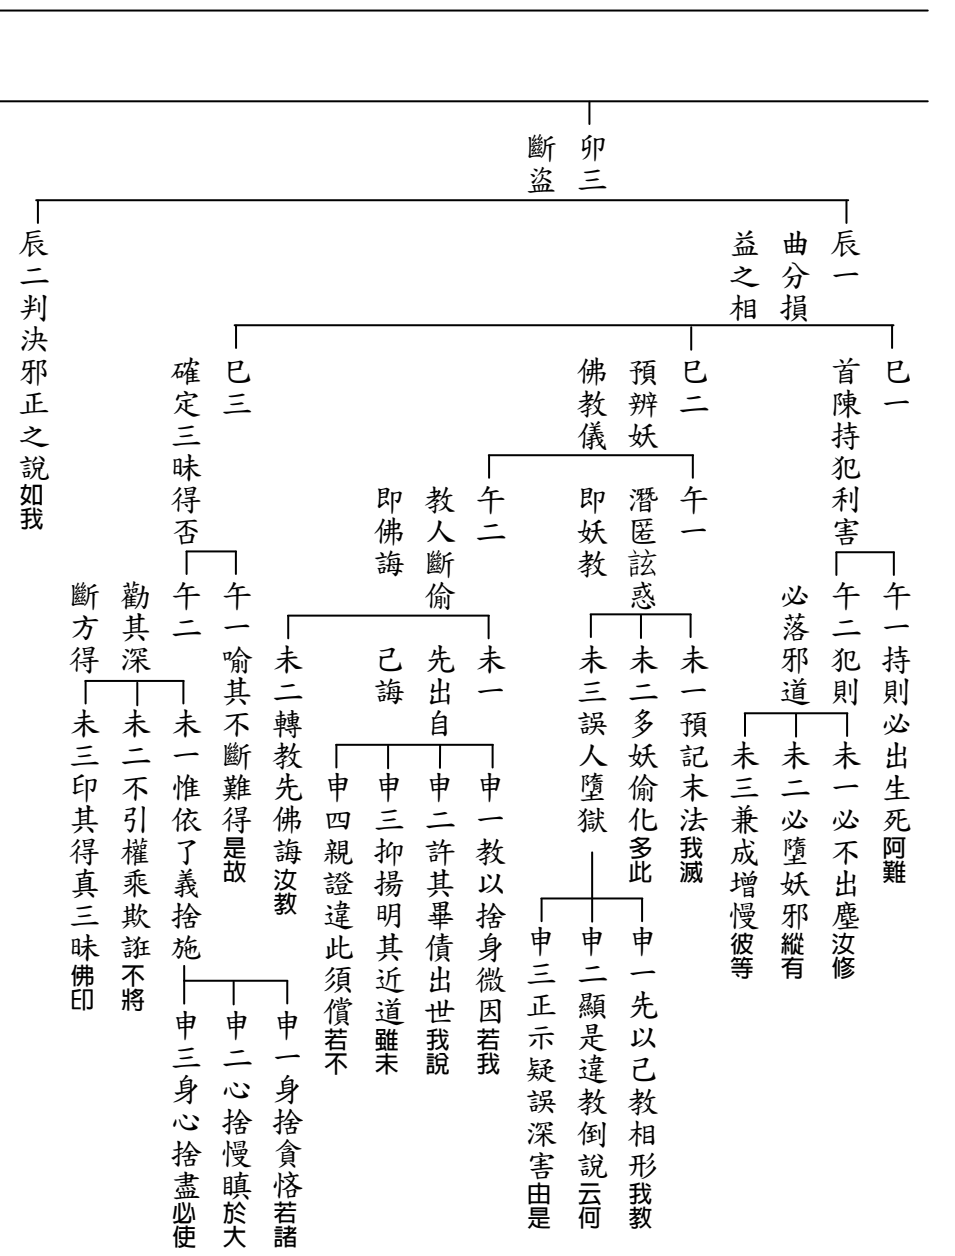 卯三斷盜
辰一曲分損益之相
巳一首陳持犯利害
午一持則必出生死阿難
午二犯則必落邪道
未一必不出塵汝修
未二必墮妖邪縱有
未三兼成增慢彼等
巳二預辨妖佛教儀
午一潛匿誸惑即妖教
未一預記末法我滅
未二多妖偷化多此
未三誤人墮獄
申一先以己教相形我教
申二顯是違教倒說云何
申三正示疑誤深害由是
午二教人斷偷即佛誨
未一先出自己誨
申一教以捨身微因若我
申二許其畢債出世我說
申三抑揚明其近道雖未
申四親證違此須償若不
未二轉教先佛誨汝教
巳三確定三昧得否
午一喻其不斷難得是故
午二勸其深斷方得
未一惟依了義捨施
申一身捨貪悋若諸
申二心捨慢瞋於大
申三身心捨盡必使
未二不引權乘欺誑不將
未三印其得真三昧佛印
辰二判決邪正之說如我